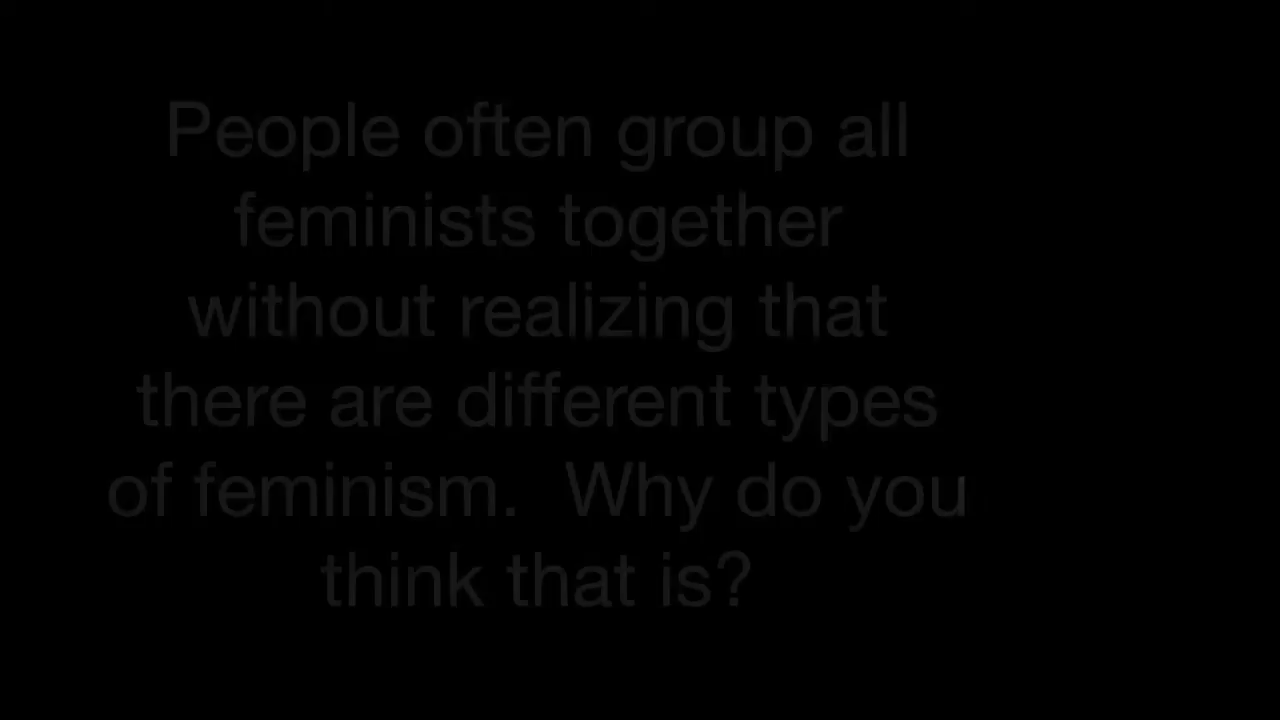 People often group all
feminists together
without realizing that
there are different types
of feminism.  Why do you
think that is?